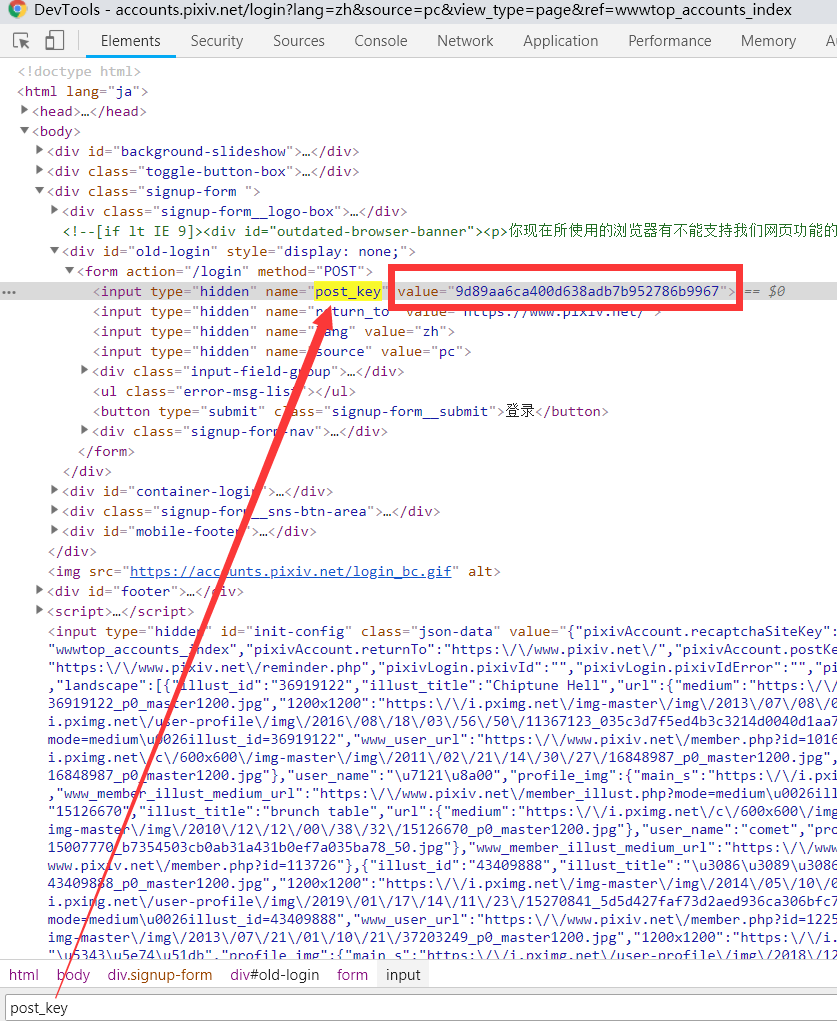 DevTools - accounts.pixiv.net/login?lang=zh&source=pc&view_type=page&ref=wwwtop_accounts_index
Elements Security Sources Console Network Application Performance Memory
<!doctype html>
<html lang="ja">
<head>…</head>
<body>
<div id="background-slideshow">…</div>
<div class="toggle-button-box">…</div>
<div class="signup-form ">
<div class="signup-form__logo-box">…</div>
<!--[if lt IE 9]><div id="outdated-browser-banner"><p>你现在所使用的浏览器有不能支持我们网页功能的
<div id="old-login" style="display: none;">
<form action="/login" method="POST">
<input type="hidden" name="post_key" value="9d89aa6ca400d638adb7b952786b9967"> == $0
<input type="hidden" name="return_to" value="https://www.pixiv.net/">
<input type="hidden" name="lang" value="zh">
<input type="hidden" name="source" value="pc">
<div class="input-field-group">…</div>
<ul class="error-msg-list"></ul>
<button type="submit" class="signup-form__submit">登录</button>
<div class="signup-form-nav">…</div>
</form>
</div>
<div id="container-login">…</div>
<div class="signup-form__sns-btn-area">…</div>
<div id="mobile-footer">…</div>
</div>
<img src="https://accounts.pixiv.net/login_bc.gif" alt>
<div id="footer">…</div>
<script>…</script>
<input type="hidden" id="init-config" class="json-data" value="{"pixivAccount.recaptchaSiteKey":
"wwwtop_accounts_index","pixivAccount.returnTo":"https:\/\/www.pixiv.net\/","pixivAccount.postKe
"https:\/\/www.pixiv.net\/reminder.php","pixivLogin.pixivId":"","pixivLogin.pixivIdError":"","pi
,"landscape":[{"illust_id":"36919122","illust_title":"Chiptune Hell","url":{"medium":"https:\/\/
36919122_p0_master1200.jpg","1200x1200":"https:\/\/i.pximg.net\/img-master\/img\/2013\/07\/08\/0
i.pximg.net\/user-profile\/img\/2016\/08\/18\/03\/56\/50\/11367123_035c3d7f5ed4b3c3214d0040d1aa7
mode=medium\u0026illust_id=36919122","www_user_url":"https:\/\/www.pixiv.net\/member.php?id=1016
i.pximg.net\/c\/600x600\/img-master\/img\/2011\/02\/21\/14\/30\/27\/16848987_p0_master1200.jpg",
16848987_p0_master1200.jpg"},"user_name":"\u7121\u8a00","profile_img":{"main_s":"https:\/\/i.pxi
,"www_member_illust_medium_url":"https:\/\/www.pixiv.net\/member_illust.php?mode=medium\u0026ill
"15126670","illust_title":"brunch table","url":{"medium":"https:\/\/i.pximg.net\/c\/600x600\/img
img-master\/img\/2010\/12\/12\/00\/38\/32\/15126670_p0_master1200.jpg"},"user_name":"comet","pro
15007770_b7354503cb0ab31a431b0ef7a035ba78_50.jpg"},"www_member_illust_medium_url":"https:\/\/www
www.pixiv.net\/member.php?id=113726"},{"illust_id":"43409888","illust_title":"\u3086\u3089\u3086
43409888_p0_master1200.jpg","1200x1200":"https:\/\/i.pximg.net\/img-master\/img\/2014\/05\/10\/0
i.pximg.net\/user-profile\/img\/2019\/01\/17\/14\/11\/23\/15270841_5d5d427faf73d2aed936ca306bfc7
mode=medium\u0026illust_id=43409888","www_user_url":"https:\/\/www.pixiv.net\/member.php?id=1225
img-master\/img\/2013\/07\/21\/01\/10\/21\/37203249_p0_master1200.jpg","1200x1200":"https:\/\/i.
"\u5343\u5e74\u51db","profile_img":{"main_s":"https:\/\/i.pximg.net\/user-profile\/img\/2018\/12
html body div.signup-form div#old-login form input
post_key